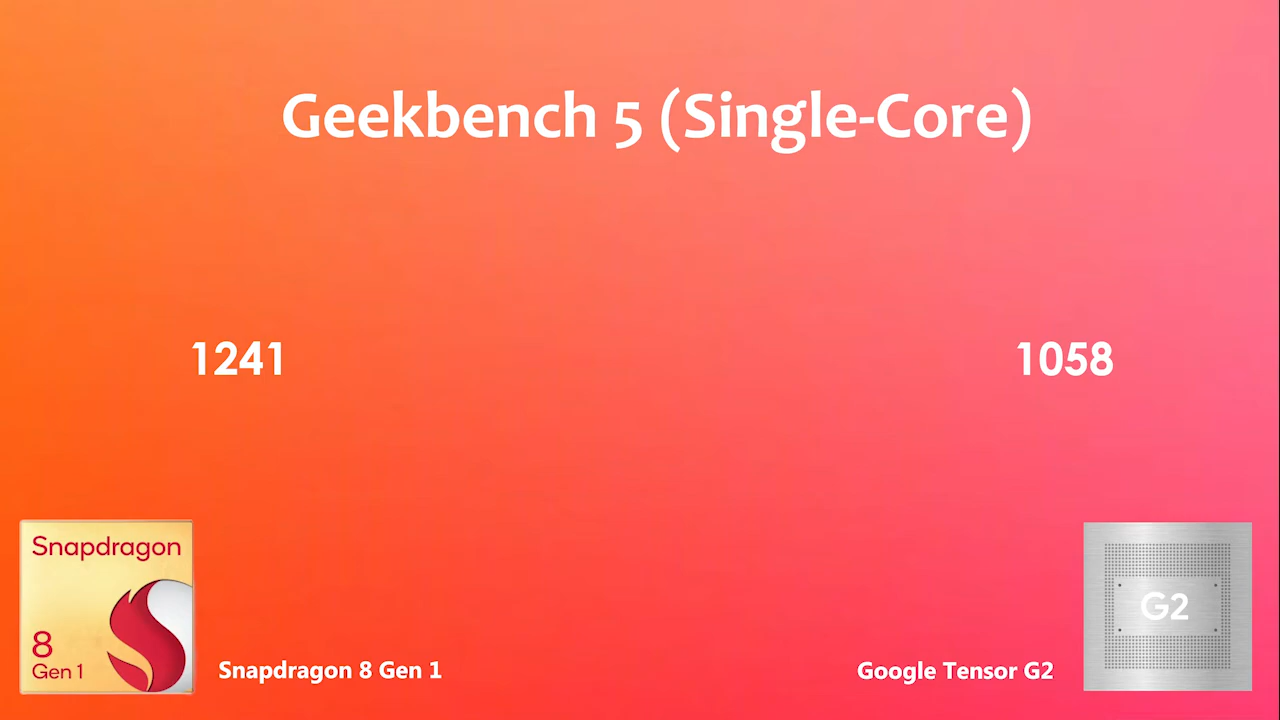 Geekbench 5 (Single-Core)
1241
1058
Snapdragon
8
Gen 1
Snapdragon 8 Gen 1
Google Tensor G2
G2